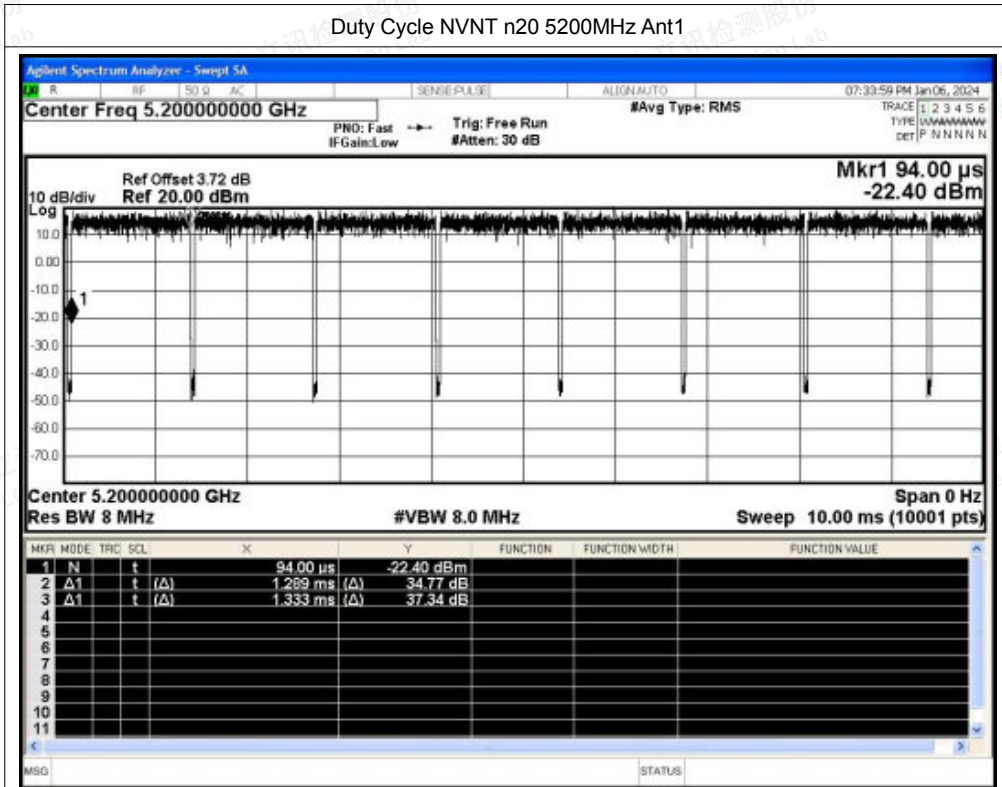 Duty Cycle NVNT n20 5200MHz Ant1
Agilent Spectrum Analyzer - Swept SA
R RF 50 Ω AC SENSE:PULSE ALIGN AUTO 07:33:59 PM Jan 06, 2024
Center Freq 5.200000000 GHz #Avg Type: RMS TRACE 1 2 3 4 5 6
PNO: Fast Trig: Free Run TYPE
IFGain:Low #Atten: 30 dB DET P N N N N N
Mkr1 94.00 µs
-22.40 dBm
Ref Offset 3.72 dB
10 dB/div Ref 20.00 dBm
Log
10.0
0.00
-10.0
1
-20.0
-30.0
-40.0
-50.0
-60.0
-70.0
Center 5.200000000 GHz Span 0 Hz
Res BW 8 MHz #VBW 8.0 MHz Sweep 10.00 ms (10001 pts)
MKR MODE TRC SCL X Y FUNCTION FUNCTION WIDTH FUNCTION VALUE
1 N t 94.00 µs -22.40 dBm
2 Δ1 t (Δ) 1.289 ms (Δ) 34.77 dB
3 Δ1 t (Δ) 1.333 ms (Δ) 37.34 dB
4
5
6
7
8
9
10
11
MSG STATUS